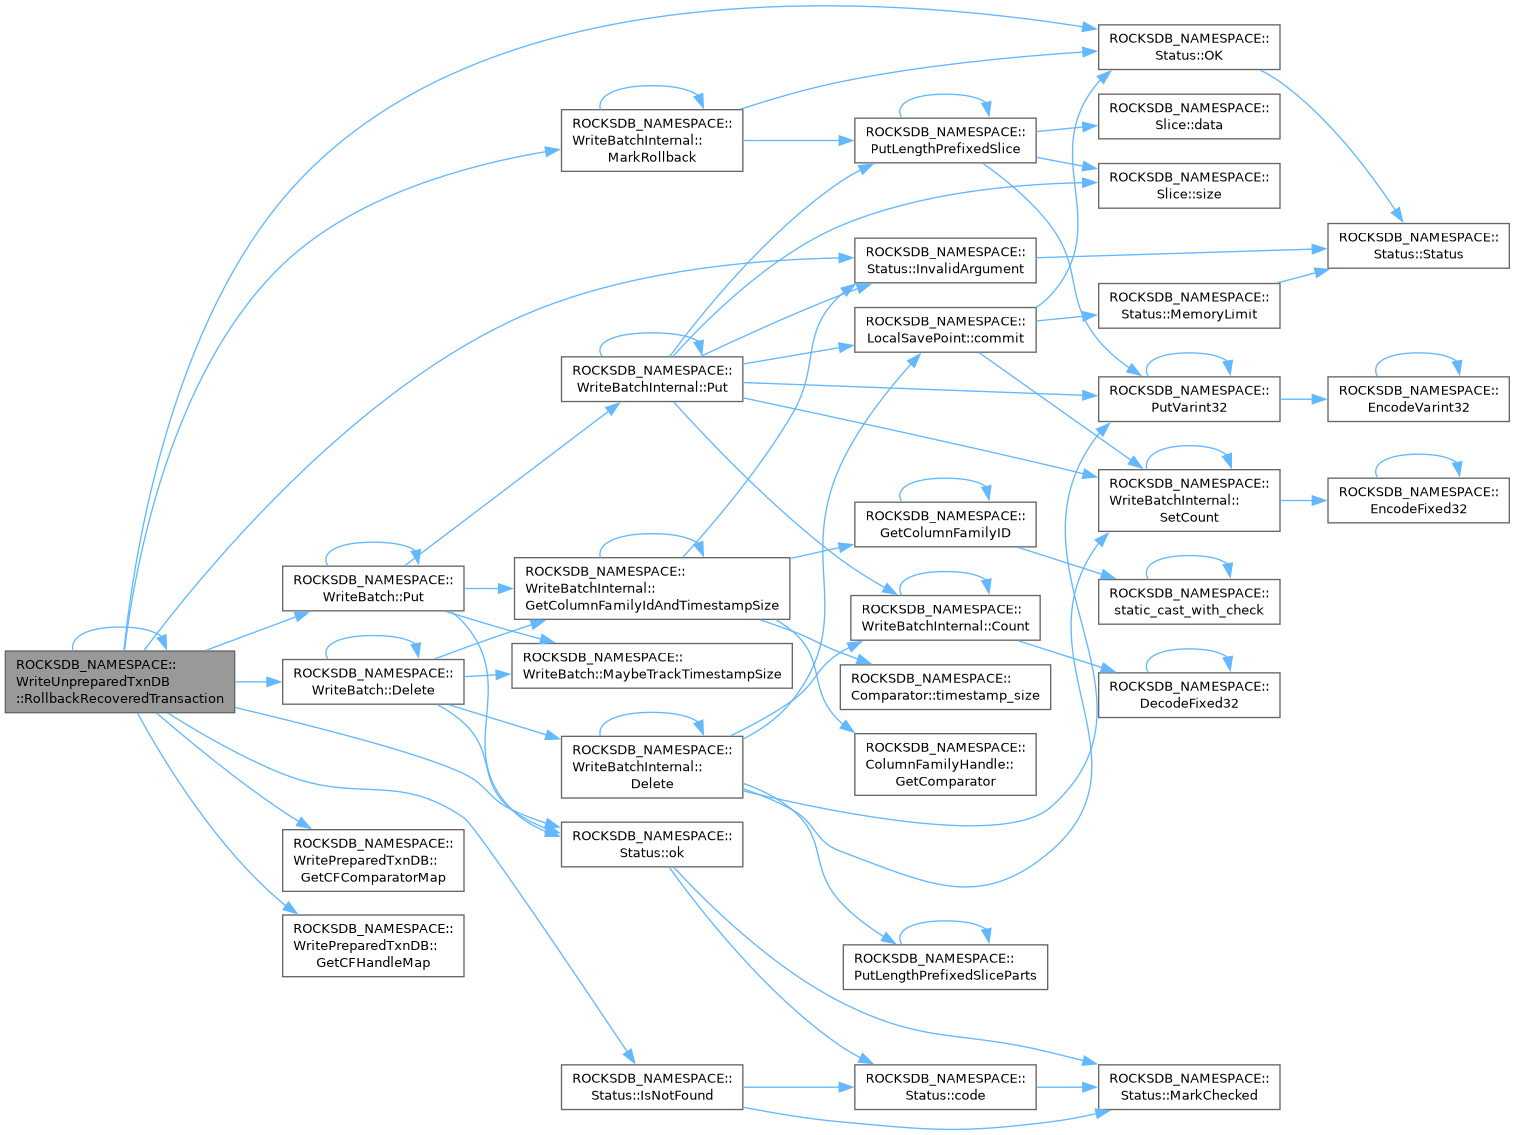 ROCKSDB_NAMESPACE::
WriteUnpreparedTxnDB
::RollbackRecoveredTransaction
ROCKSDB_NAMESPACE::
WriteBatch::Put
ROCKSDB_NAMESPACE::
WriteBatch::Delete
ROCKSDB_NAMESPACE::
WritePreparedTxnDB::
GetCFComparatorMap
ROCKSDB_NAMESPACE::
WritePreparedTxnDB::
GetCFHandleMap
ROCKSDB_NAMESPACE::
WriteBatchInternal::
MarkRollback
ROCKSDB_NAMESPACE::
WriteBatchInternal::Put
ROCKSDB_NAMESPACE::
WriteBatchInternal::
GetColumnFamilyIdAndTimestampSize
ROCKSDB_NAMESPACE::
WriteBatch::MaybeTrackTimestampSize
ROCKSDB_NAMESPACE::
WriteBatchInternal::
Delete
ROCKSDB_NAMESPACE::
Status::ok
ROCKSDB_NAMESPACE::
Status::IsNotFound
ROCKSDB_NAMESPACE::
PutLengthPrefixedSlice
ROCKSDB_NAMESPACE::
Status::InvalidArgument
ROCKSDB_NAMESPACE::
LocalSavePoint::commit
ROCKSDB_NAMESPACE::
GetColumnFamilyID
ROCKSDB_NAMESPACE::
WriteBatchInternal::Count
ROCKSDB_NAMESPACE::
Comparator::timestamp_size
ROCKSDB_NAMESPACE::
ColumnFamilyHandle::
GetComparator
ROCKSDB_NAMESPACE::
PutLengthPrefixedSliceParts
ROCKSDB_NAMESPACE::
Status::code
ROCKSDB_NAMESPACE::
Status::OK
ROCKSDB_NAMESPACE::
Slice::data
ROCKSDB_NAMESPACE::
Slice::size
ROCKSDB_NAMESPACE::
Status::MemoryLimit
ROCKSDB_NAMESPACE::
PutVarint32
ROCKSDB_NAMESPACE::
WriteBatchInternal::
SetCount
ROCKSDB_NAMESPACE::
static_cast_with_check
ROCKSDB_NAMESPACE::
DecodeFixed32
ROCKSDB_NAMESPACE::
Status::MarkChecked
ROCKSDB_NAMESPACE::
Status::Status
ROCKSDB_NAMESPACE::
EncodeVarint32
ROCKSDB_NAMESPACE::
EncodeFixed32